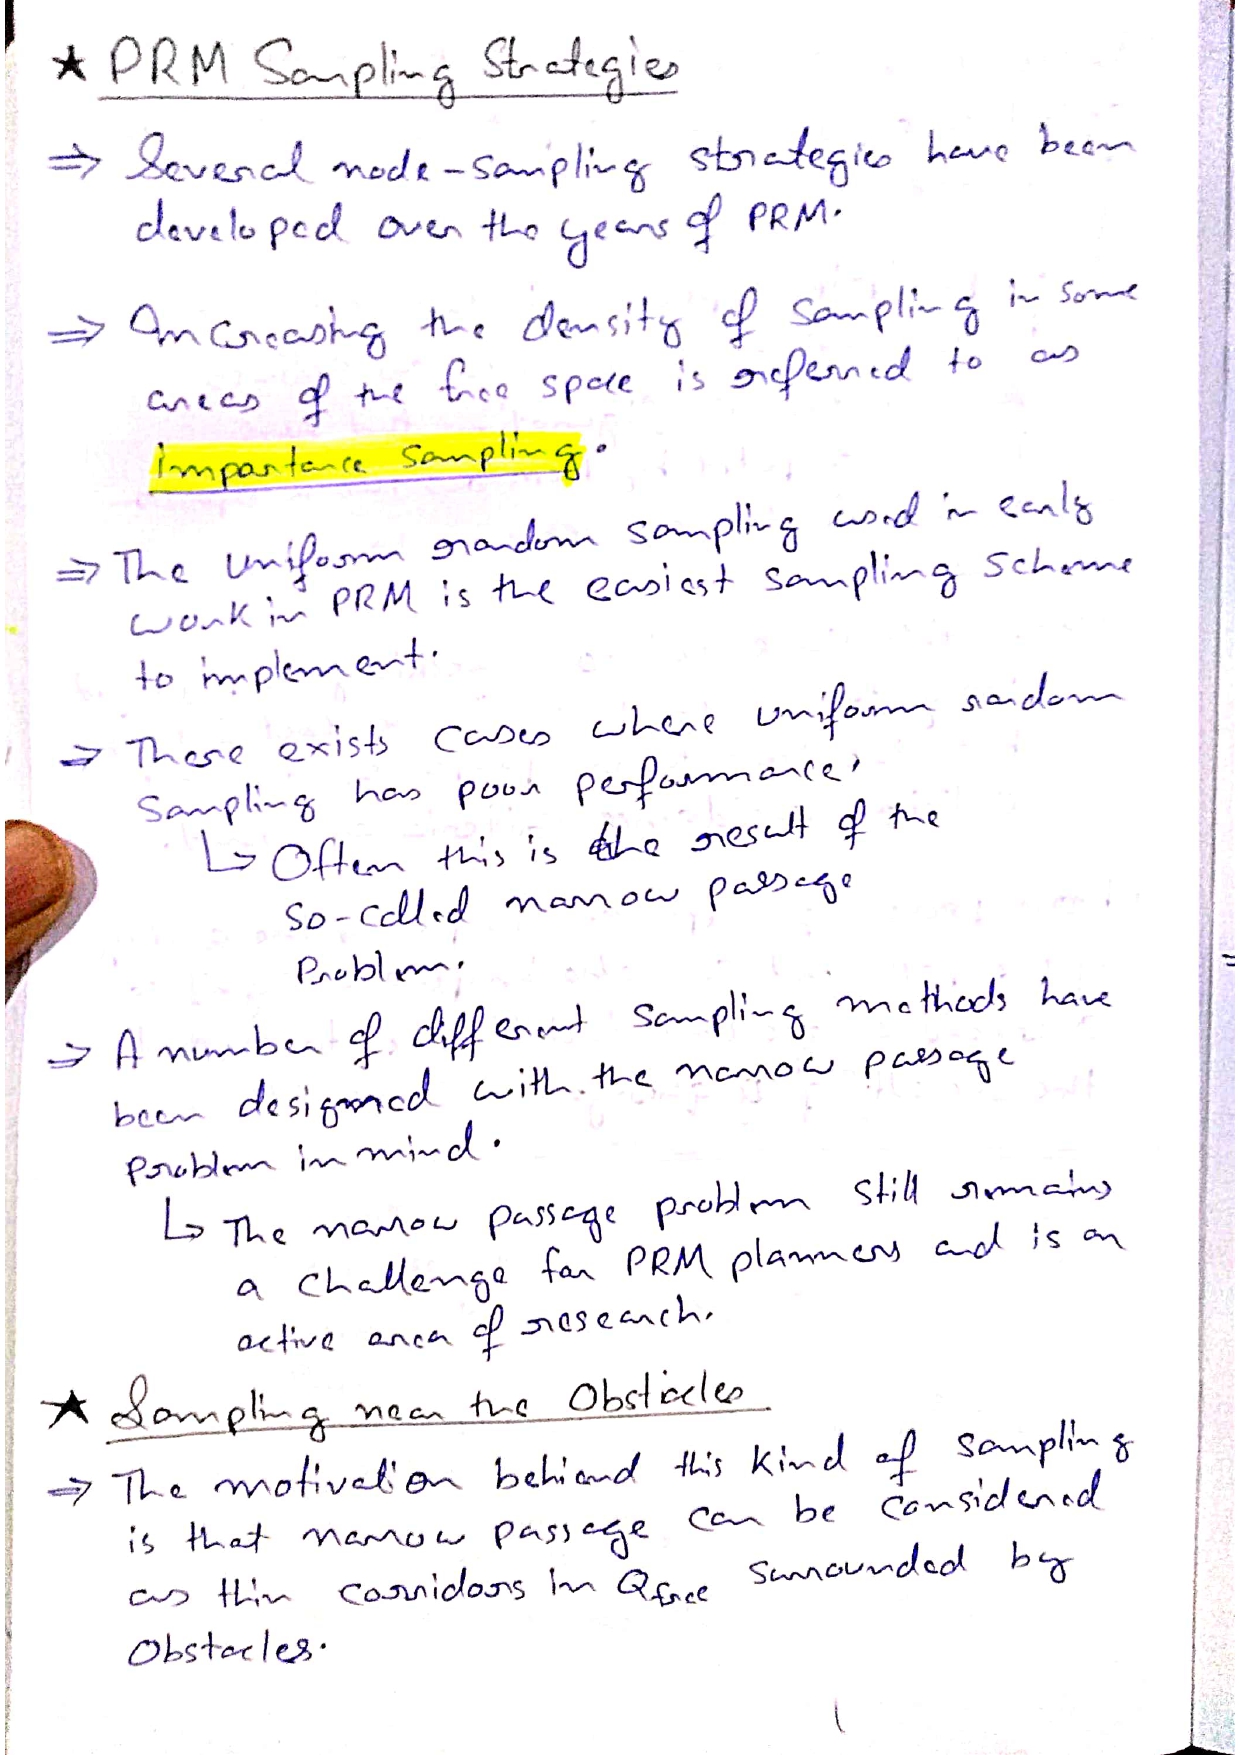 ★ PRM Sampling Strategies
⇒ Several node-sampling strategies have been
developed over the years of PRM.
⇒ Increasing the density of sampling in some
areas of the free space is referred to as
importance sampling.
⇒ The uniform random sampling used in early
work in PRM is the easiest sampling scheme
to implement.
⇒ There exists cases where uniform random
sampling has poor performance.
↳ Often this is the result of the
so-called narrow passage
Problem.
⇒ A number of different sampling methods have
been designed with the narrow passage
problem in mind.
↳ The narrow passage problem still remains
a challenge for PRM planners and is an
active area of research.
★ Sampling near the Obstacles
⇒ The motivation behiend this kind of sampling
is that narrow passage can be considered
as thin corridors in Qfree surrounded by
Obstacles.